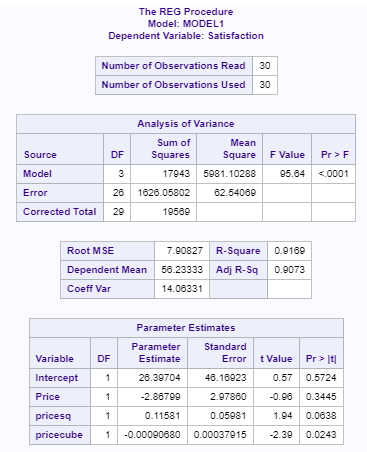 The REG Procedure
Model: MODEL1
Dependent Variable: Satisfaction
Number of Observations Read 30
Number of Observations Used 30
Analysis of Variance
Source DF Sum of Squares Mean Square F Value Pr > F
Model 3 17943 5981.10288 95.64 <.0001
Error 26 1626.05802 62.54069
Corrected Total 29 19569
Root MSE 7.90827 R-Square 0.9169
Dependent Mean 56.23333 Adj R-Sq 0.9073
Coeff Var 14.06331
Parameter Estimates
Variable DF Parameter Estimate Standard Error t Value Pr > |t|
Intercept 1 26.39704 46.16923 0.57 0.5724
Price 1 -2.86799 2.97860 -0.96 0.3445
pricesq 1 0.11581 0.05981 1.94 0.0638
pricecube 1 -0.00090680 0.00037915 -2.39 0.0243